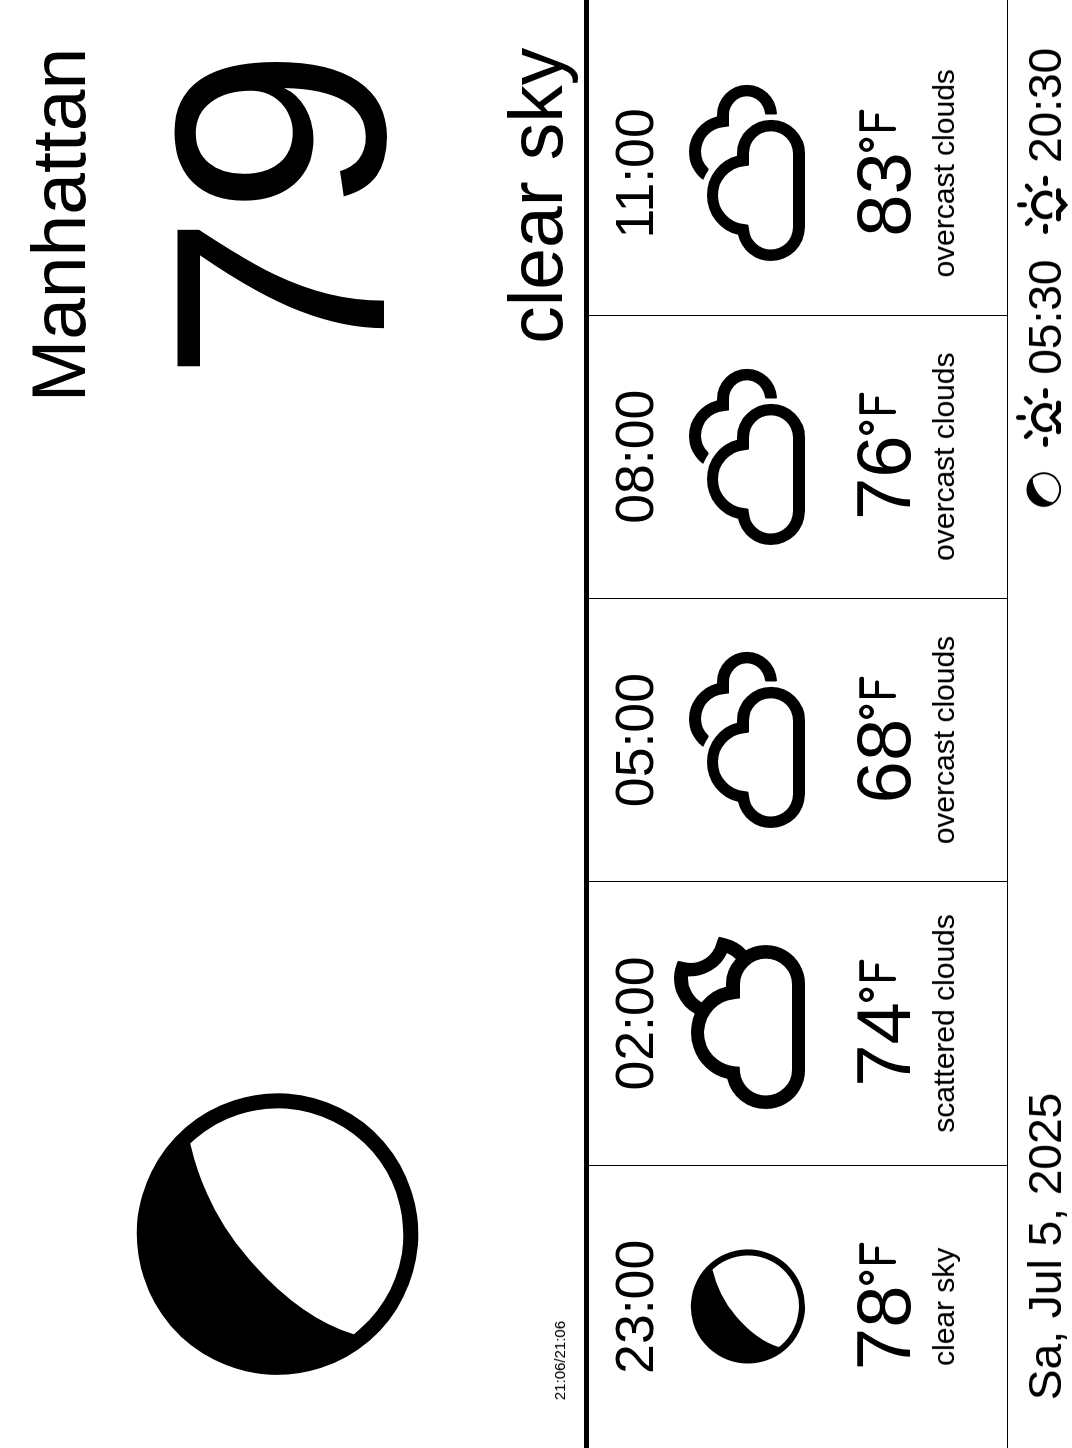 Manhattan
79
clear sky
21:06/21:06
23:00
78°F
clear sky
02:00
74°F
scattered clouds
05:00
68°F
overcast clouds
08:00
76°F
overcast clouds
11:00
83°F
overcast clouds
Sa, Jul 5, 2025
05:30 20:30